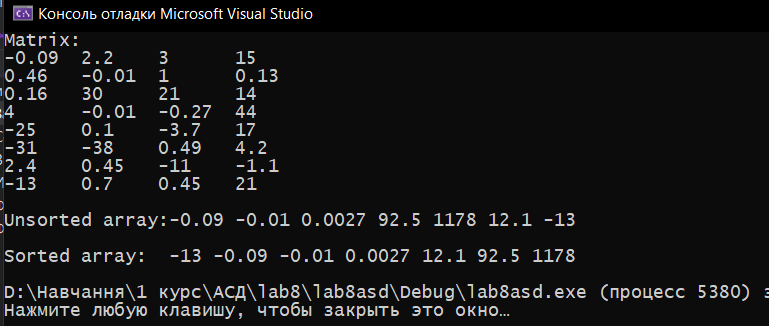 Консоль отладки Microsoft Visual Studio
Matrix:
-0.09 2.2 3 15
0.46 -0.01 1 0.13
0.16 30 21 14
4 -0.01 -0.27 44
-25 0.1 -3.7 17
-31 -38 0.49 4.2
2.4 0.45 -11 -1.1
-13 0.7 0.45 21
Unsorted array:-0.09 -0.01 0.0027 92.5 1178 12.1 -13
Sorted array: -13 -0.09 -0.01 0.0027 12.1 92.5 1178
D:\Навчання\1 курс\АСД\lab8\lab8asd\Debug\lab8asd.exe (процесс 5380)
Нажмите любую клавишу, чтобы закрыть это окно…